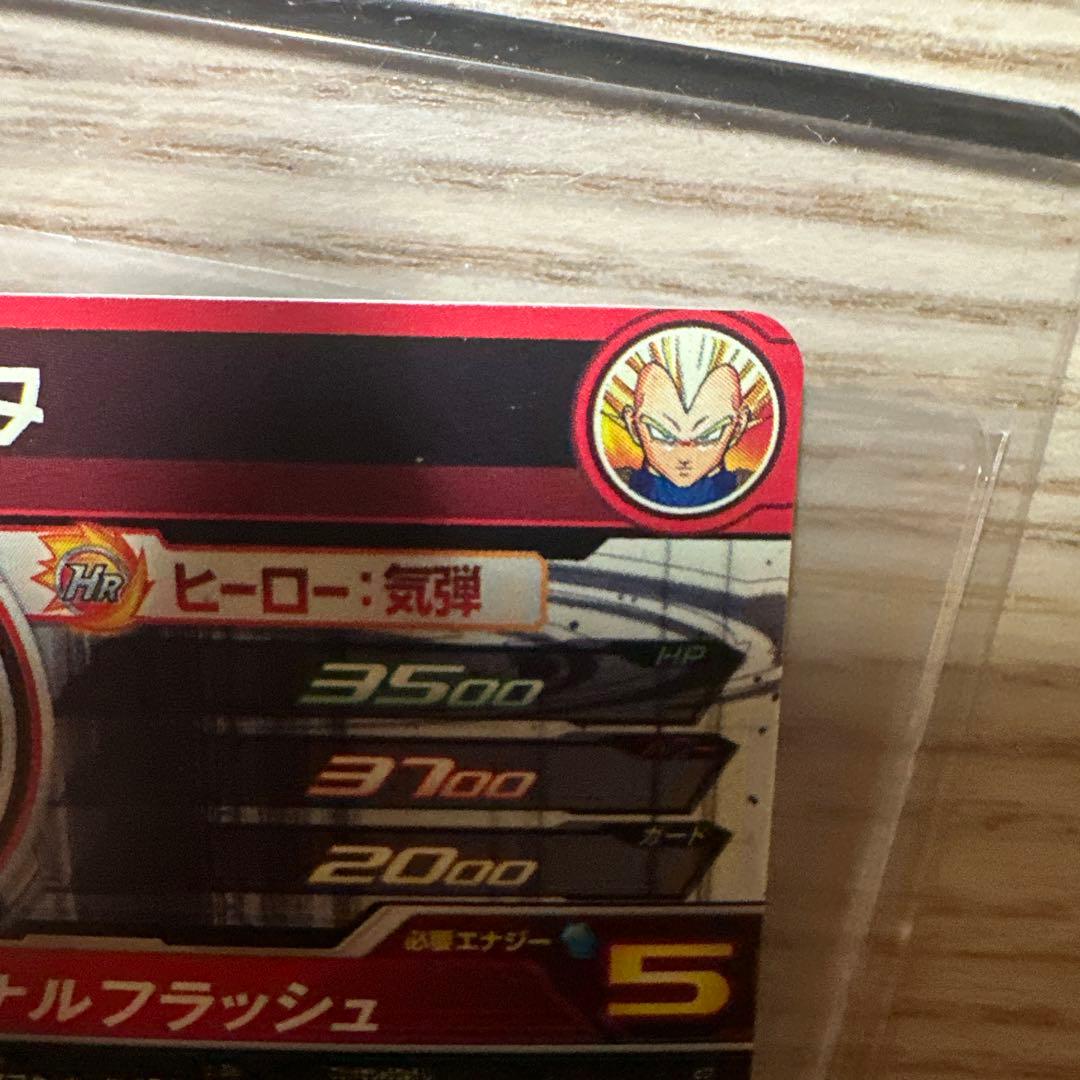 タ
HR ヒーロー:気弾
HP
3500
3700
カード
2000
必要エナジー 5
ナルフラッシュ